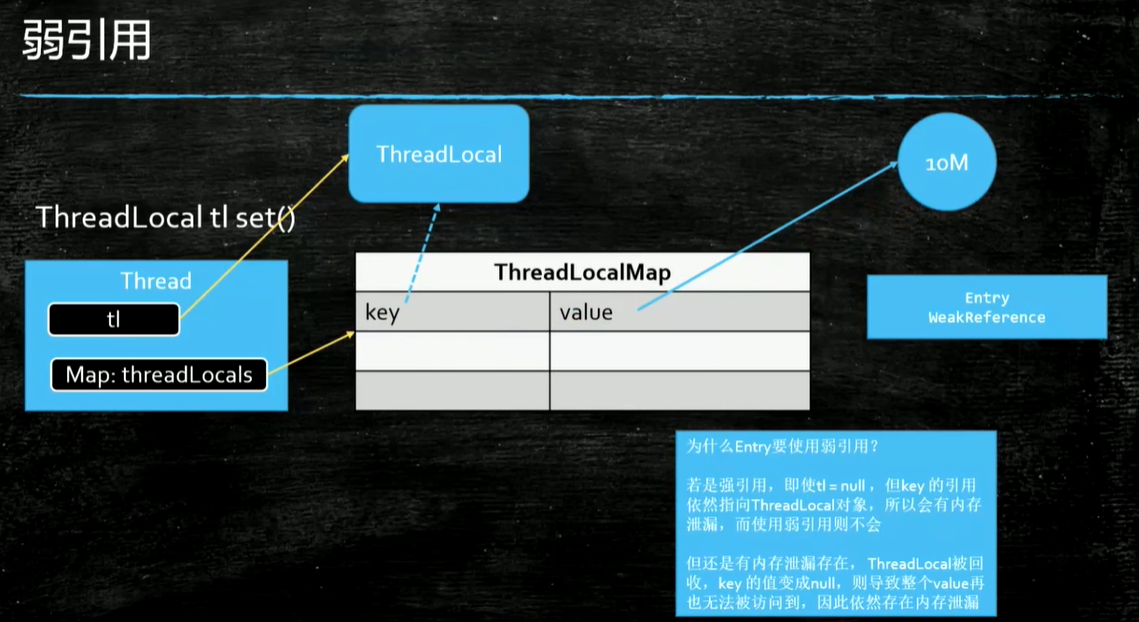 弱引用
ThreadLocal
10M
ThreadLocal tl set()
Thread
tl
Map: threadLocals
ThreadLocalMap
key
value
Entry
WeakReference
为什么Entry要使用弱引用?
若是强引用，即使tl = null ，但key 的引用
依然指向ThreadLocal对象，所以会有内存
泄漏，而使用弱引用则不会
但还是有内存泄漏存在， ThreadLocal被回
收，key 的值变成null，则导致整个value再
也无法被访问到，因此依然存在内存泄漏